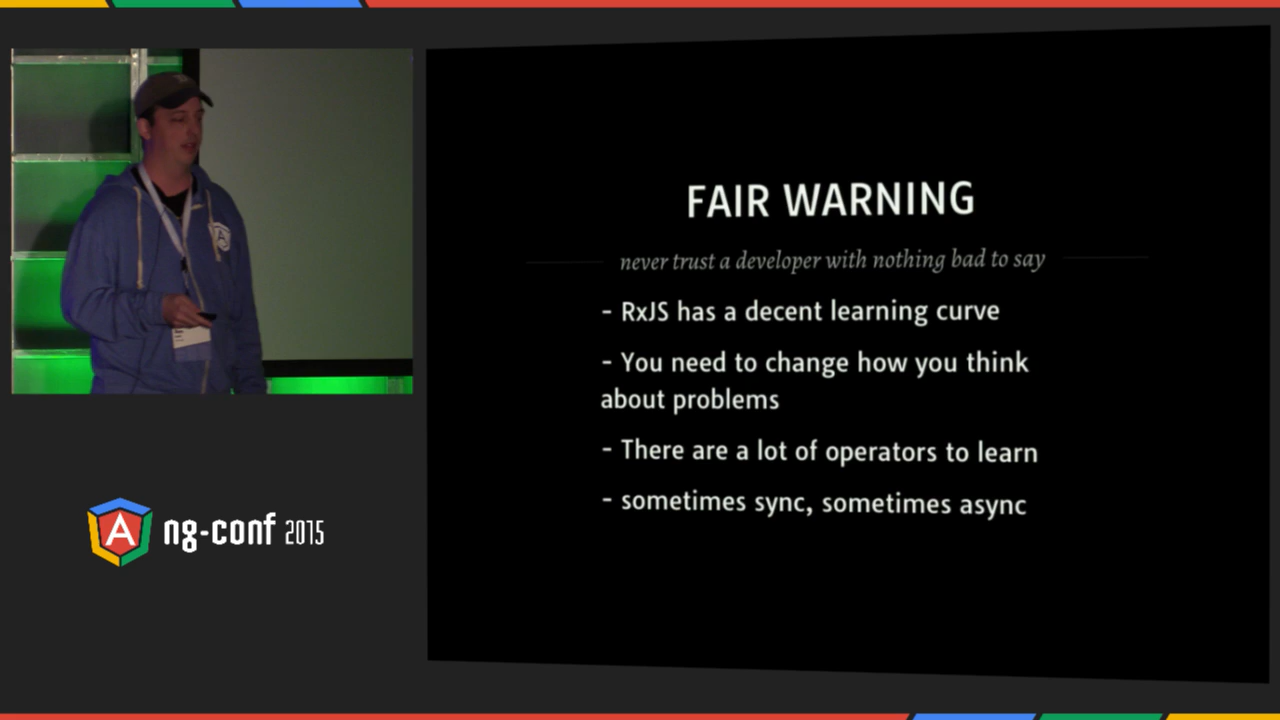 FAIR WARNING
never trust a developer with nothing bad to say
- RxJS has a decent learning curve
- You need to change how you think
about problems
- There are a lot of operators to learn
- sometimes sync, sometimes async
A
ng-conf 2015